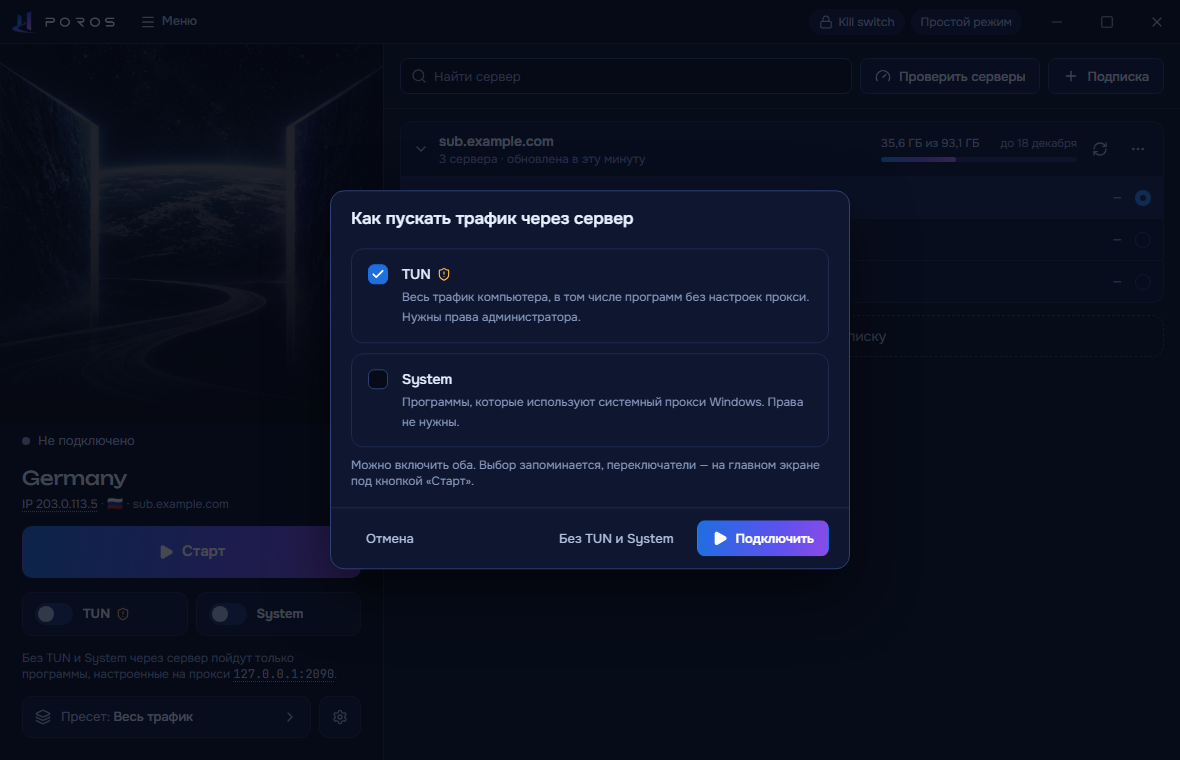 POROS
Меню
Kill switch
Простой режим
Найти сервер
Проверить серверы
Подписка
sub.example.com
3 сервера · обновлена в эту минуту
35,6 ГБ из 93,1 ГБ
до 18 декабря
Как пускать трафик через сервер
TUN
Весь трафик компьютера, в том числе программ без настроек прокси.
Нужны права администратора.
System
Программы, которые используют системный прокси Windows. Права
не нужны.
Можно включить оба. Выбор запоминается, переключатели — на главном экране
под кнопкой «Старт».
Отмена
Без TUN и System
Подключить
Не подключено
Germany
IP 203.0.113.5 · sub.example.com
Старт
TUN
System
Без TUN и System через сервер пойдут только
программы, настроенные на прокси 127.0.0.1:2090.
Пресет: Весь трафик